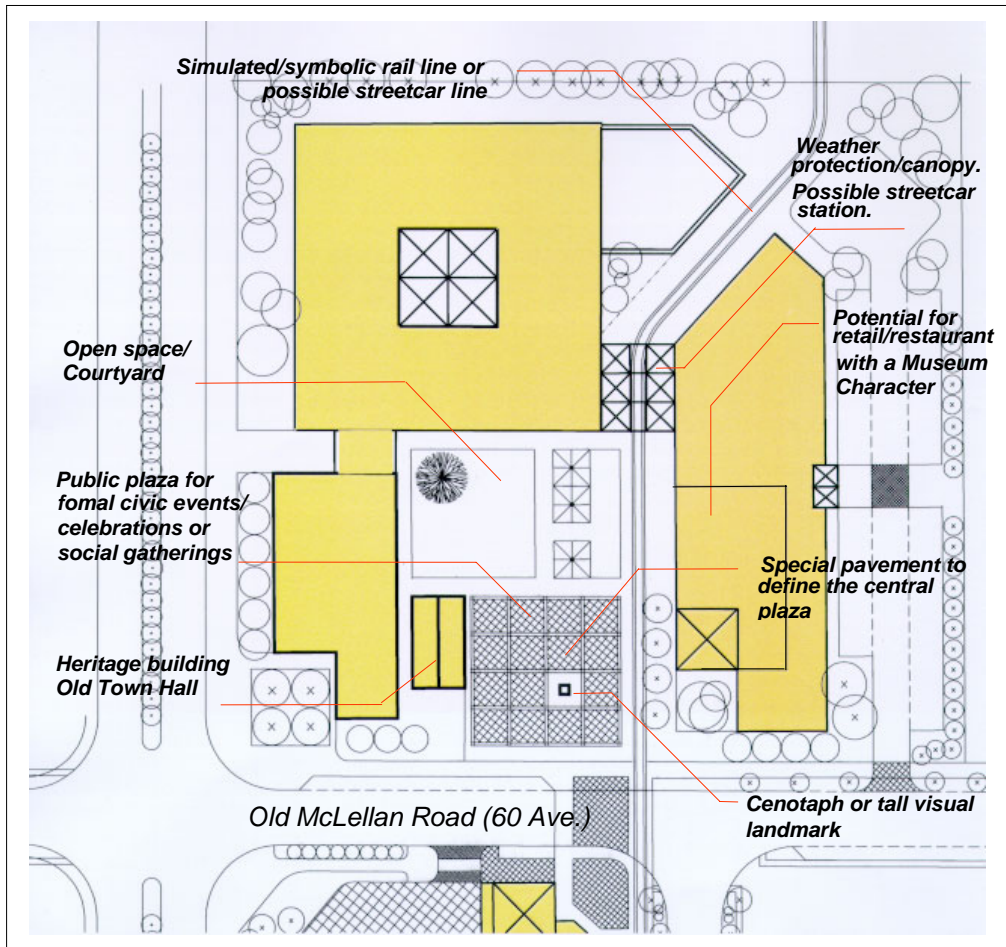 Simulated/symbolic rail line or
possible streetcar line
Weather
protection/canopy.
Possible streetcar
station.
Potential for
retail/restaurant
with a Museum
Character
Open space/
Courtyard
Public plaza for
fomal civic events/
celebrations or
social gatherings
Special pavement to
define the central
plaza
Heritage building
Old Town Hall
Old McLellan Road (60 Ave.)
Cenotaph or tall visual
landmark